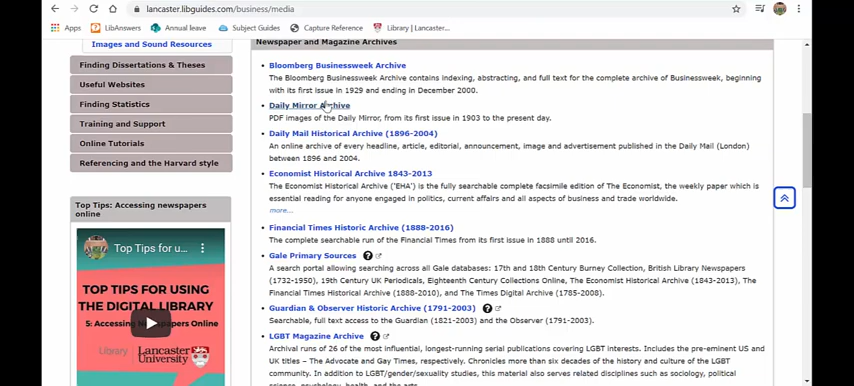 lancaster.libguides.com/business/media
Apps LibAnswers Annual leave Subject Guides Capture Reference Library | Lancaster...
Images and Sound Resources
Finding Dissertations & Theses
Useful Websites
Finding Statistics
Training and Support
Online Tutorials
Referencing and the Harvard style
Top Tips: Accessing newspapers
online
Top Tips for u...
TOP TIPS FOR
USING
THE DIGITAL LIBRARY
5: Accessing Newspapers Online
Library
Lancaster
University
Newspaper and Magazine Archives
• Bloomberg Businessweek Archive
The Bloomberg Businessweek Archive contains indexing, abstracting, and full text for the complete archive of Businessweek, beginning
with its first issue in 1929 and ending in December 2000.
• Daily Mirror Archive
PDF images of the Daily Mirror, from its first issue in 1903 to the present day.
• Daily Mail Historical Archive (1896-2004)
An online archive of every headline, article, editorial, announcement, image and advertisement published in the Daily Mail (London)
between 1896 and 2004.
• Economist Historical Archive 1843-2013
The Economist Historical Archive ('EHA') is the fully searchable complete facsimile edition of The Economist, the weekly paper which is
essential reading for anyone engaged in politics, current affairs and all aspects of business and trade worldwide.
more...
• Financial Times Historic Archive (1888-2016)
The complete searchable run of the Financial Times from its first issue in 1888 until 2016.
• Gale Primary Sources ?
A search portal allowing searching across all Gale databases: 17th and 18th Century Burney Collection, British Library Newspapers
(1732-1950), 19th Century UK Periodicals, Eighteenth Century Collections Online, The Economist Historical Archive (1843-2013), The
Financial Times Historical Archive (1888-2010), and The Times Digital Archive (1785-2008).
• Guardian & Observer Historic Archive (1791-2003) ?
Searchable, full text access to the Guardian (1821-2003) and the Observer (1791-2003).
• LGBT Magazine Archive ?
Archival runs of 26 of the most influential, longest-running serial publications covering LGBT interests. Includes the pre-eminent US and
UK titles – The Advocate and Gay Times, respectively. Chronicles more than six decades of the history and culture of the LGBT
community. In addition to LGBT/gender/sexuality studies, this material also serves related disciplines such as sociology, political
science, psychology, health, and the arts.